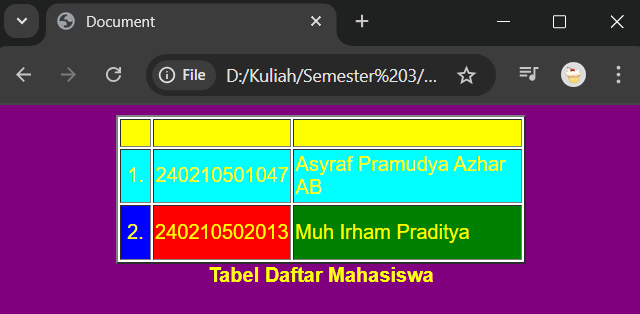 Document
File D:/Kuliah/Semester%203/...
1. 240210501047 Asyraf Pramudya Azhar
AB
2. 240210502013 Muh Irham Praditya
Tabel Daftar Mahasiswa